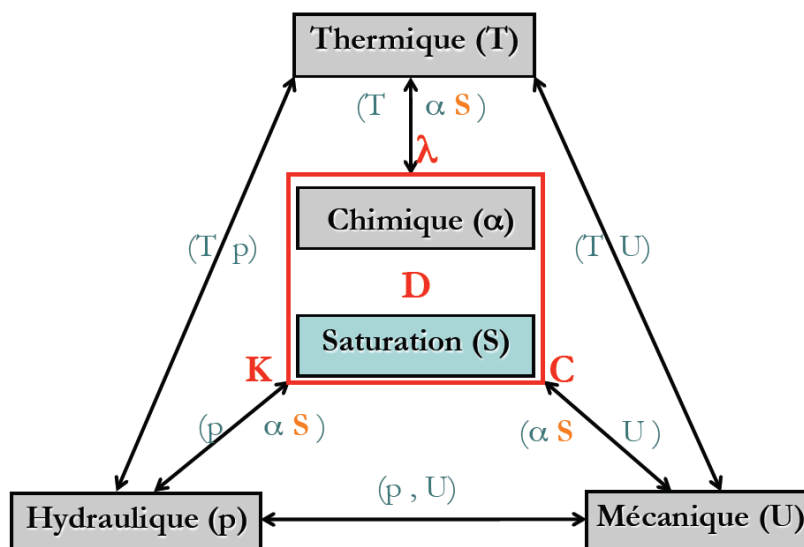 Thermique (T)
(T α S)
λ
Chimique (α)
(T p)
(T U)
D
Saturation (S)
K
C
(p α S)
(α S U)
(p , U)
Hydraulique (p)
Mécanique (U)